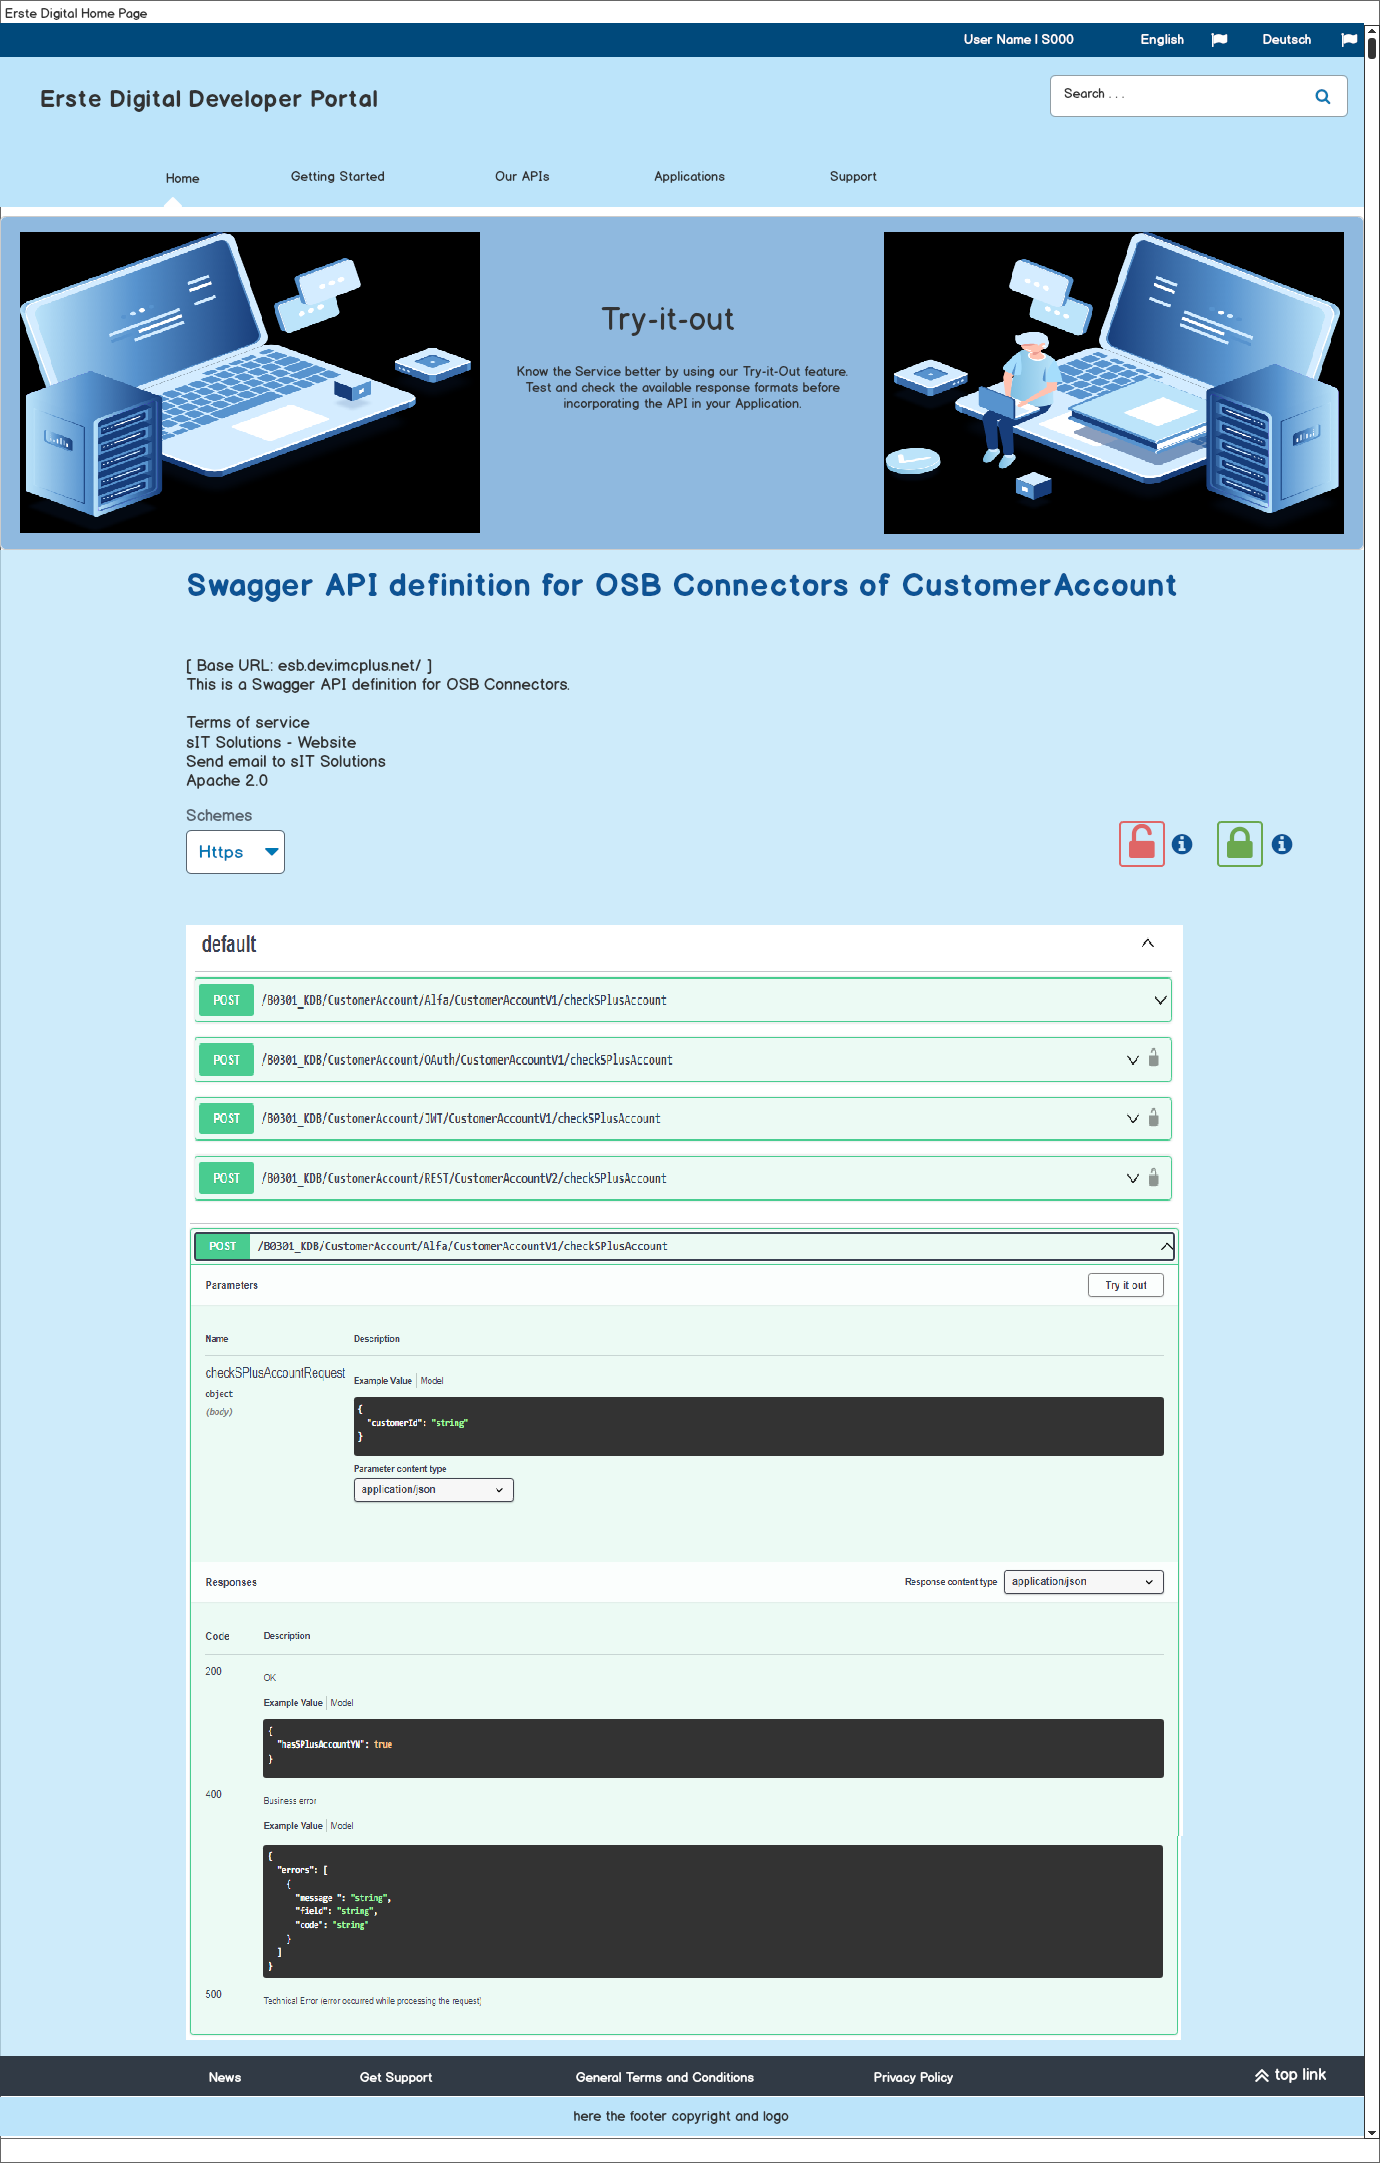 Erste Digital Home Page
User Name | S000 English Deutsch
Erste Digital Developer Portal
Search . . .
Home Getting Started Our APIs Applications Support
Try-it-out
Know the Service better by using our Try-it-Out feature.
Test and check the available response formats before
incorporating the API in your Application.
Swagger API definition for OSB Connectors of CustomerAccount
[ Base URL: esb.dev.imcplus.net/ ]
This is a Swagger API definition for OSB Connectors.
Terms of service
sIT Solutions - Website
Send email to sIT Solutions
Apache 2.0
Schemes
Https
default
POST /B0301_KDB/CustomerAccount/Alfa/CustomerAccountV1/checkSPlusAccount
POST /B0301_KDB/CustomerAccount/OAuth/CustomerAccountV1/checkSPlusAccount
POST /B0301_KDB/CustomerAccount/JWT/CustomerAccountV1/checkSPlusAccount
POST /B0301_KDB/CustomerAccount/REST/CustomerAccountV2/checkSPlusAccount
POST /B0301_KDB/CustomerAccount/Alfa/CustomerAccountV1/checkSPlusAccount
Parameters Try it out
Name Description
checkSPlusAccountRequest
object
(body)
Example Value Model
{
"customerId": "string"
}
Parameter content type
application/json
Responses Response content type application/json
Code Description
200
OK
Example Value Model
{
"hasSPlusAccountYN": true
}
400
Business error
Example Value Model
{
"errors": [
{
"message ": "string",
"field": "string",
"code": "string"
}
]
}
500
Technical Error (error occurred while processing the request)
News Get Support General Terms and Conditions Privacy Policy top link
here the footer copyright and logo